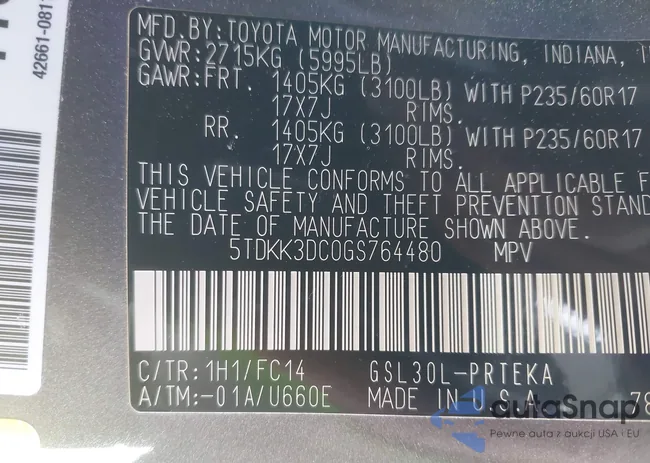 42661-0811
MFD.BY:TOYOTA MOTOR MANUFACTURING, INDIANA,
GVWR:2715KG (5995LB)
GAWR:FRT. 1405KG (3100LB) WITH P235/60R17
17X7J RIMS.
RR. 1405KG (3100LB) WITH P235/60R17
17X7J RIMS.
THIS VEHICLE CONFORMS TO ALL APPLICABLE
VEHICLE SAFETY AND THEFT PREVENTION STAND
THE DATE OF MANUFACTURE SHOWN ABOVE.
5TDKK3DC0GS764480 MPV
C/TR:1H1/FC14 GSL30L-PRTEKA
A/TM:-01A/U660E MADE IN U.S.A. 78
autoSnap
Pewne auta z aukcji USA i EU